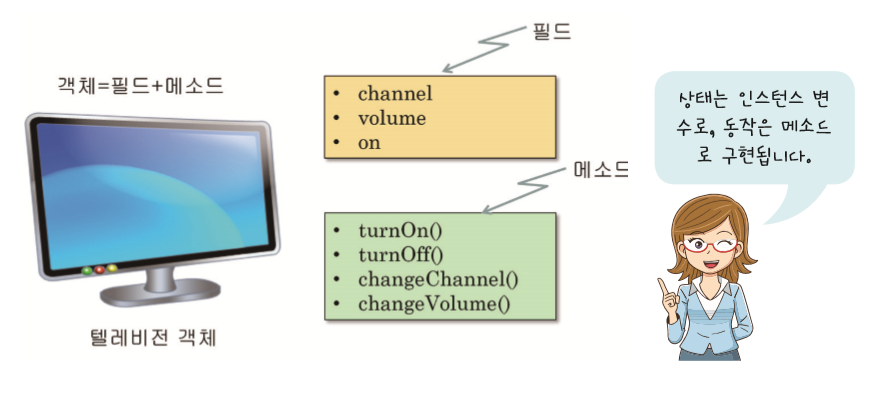 객체=필드+메소드
텔레비전 객체
필드
• channel
• volume
• on
메소드
• turnOn()
• turnOff()
• changeChannel()
• changeVolume()
상태는 인스턴스 변
수로, 동작은 메소드
로 구현됩니다.